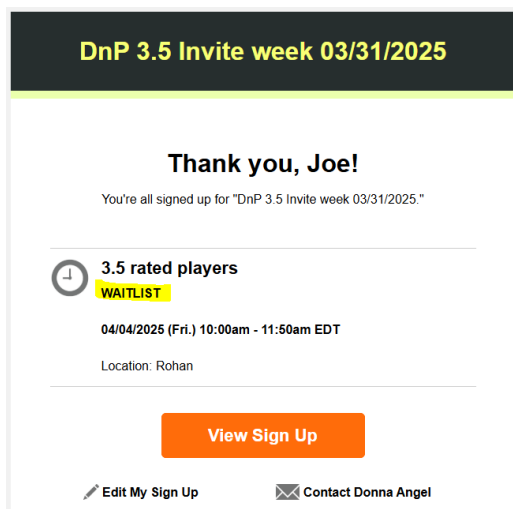 DnP 3.5 Invite week 03/31/2025
Thank you, Joe!
You're all signed up for "DnP 3.5 Invite week 03/31/2025."
3.5 rated players
WAITLIST
04/04/2025 (Fri.) 10:00am - 11:50am EDT
Location: Rohan
View Sign Up
Edit My Sign Up
Contact Donna Angel